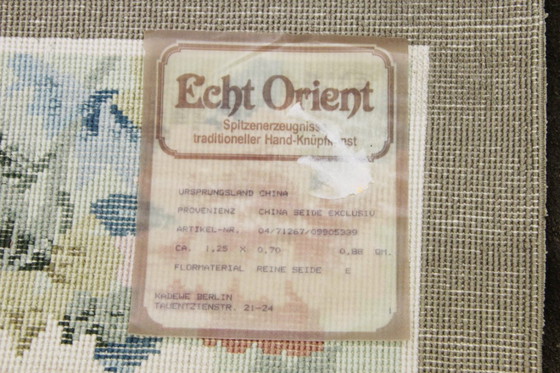 Echt Orient
Spitzenerzeugnisse
traditioneller Hand-Knüpfkunst
URSPRUNGSLAND CHINA
PROVENIENZ CHINA SEIDE EXCLUSIV
ARTIKEL-NR. 04/71267/09905399
CA. 1,25 X 0,70 0,88 QM.
FLORMATERIAL REINE SEIDE E
KADEWE BERLIN
TAUENTZIENSTR. 21-24